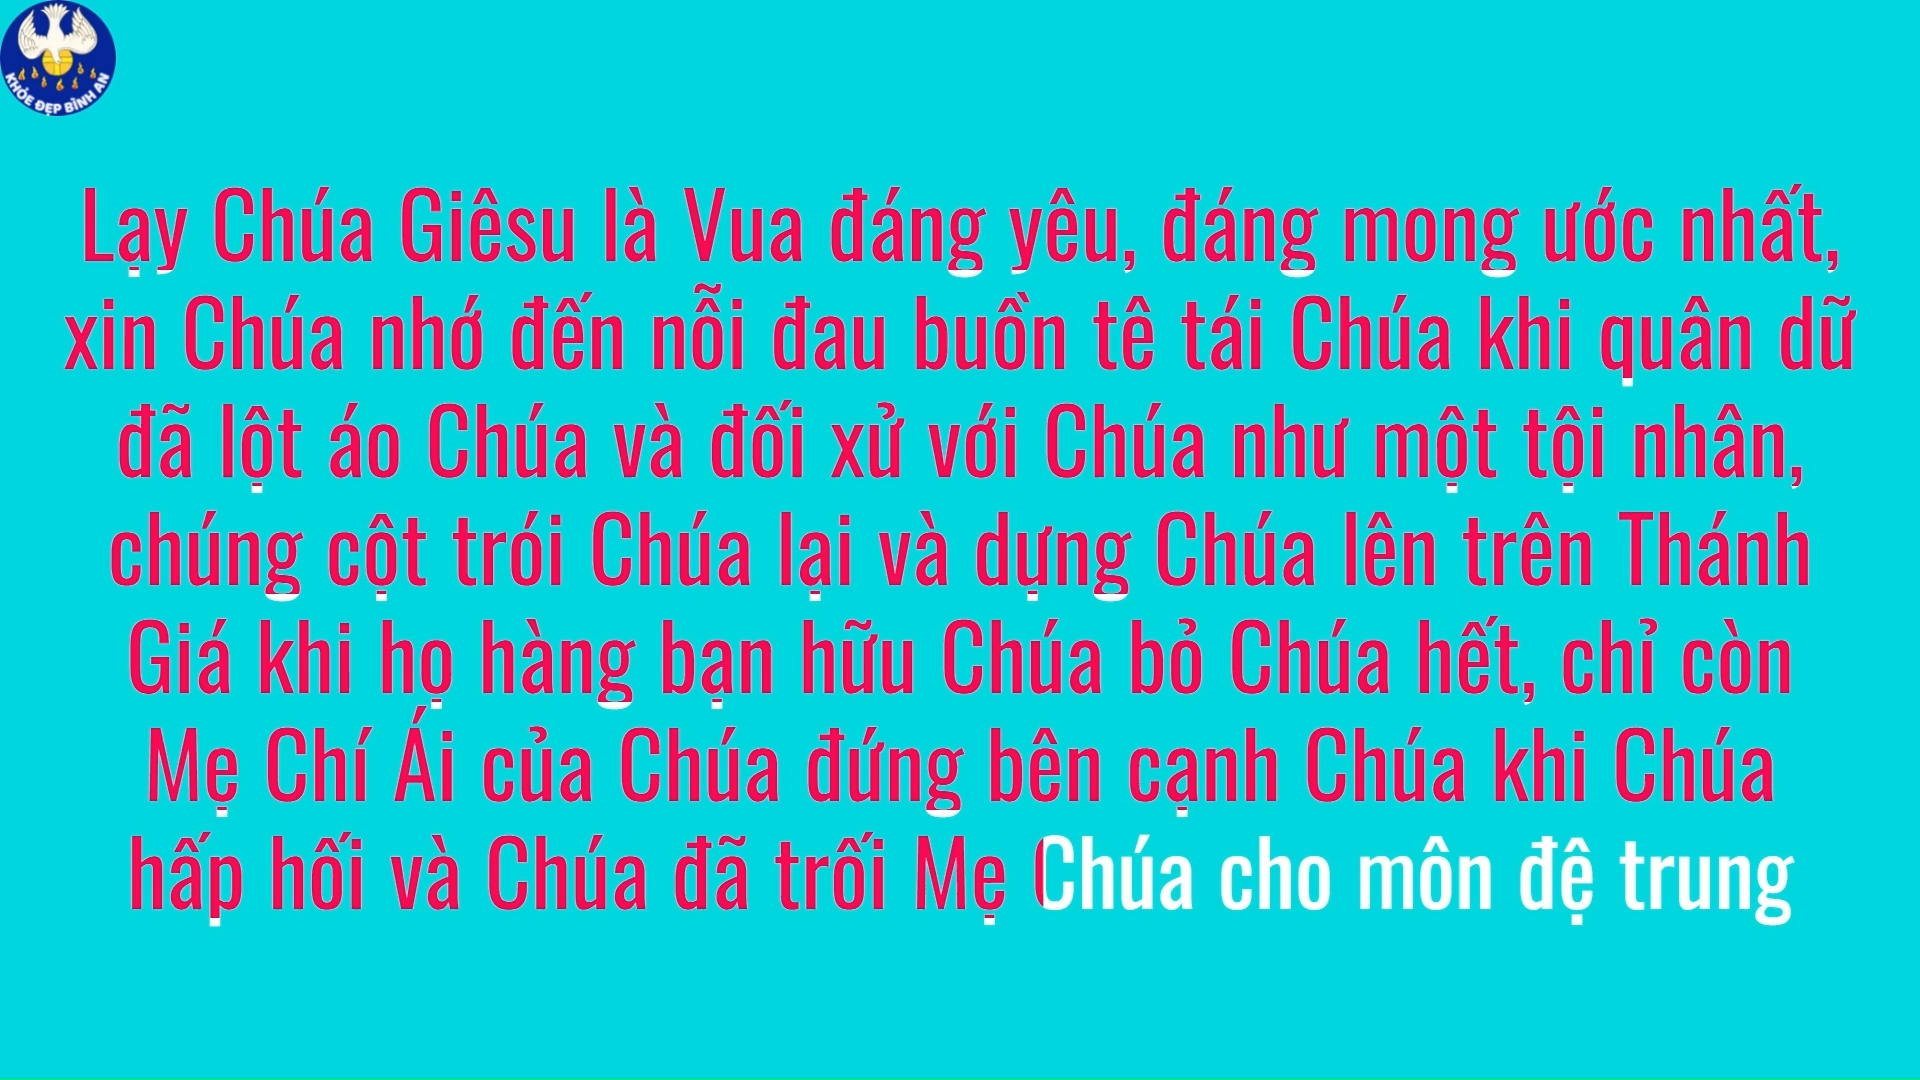 KHỎE ĐẸP BÌNH AN
Lạy Chúa Giêsu là Vua đáng yêu, đáng mong ước nhất,
xin Chúa nhớ đến nỗi đau buồn tê tái Chúa khi quân dữ
đã lột áo Chúa và đối xử với Chúa như một tội nhân,
chúng cột trói Chúa lại và dựng Chúa lên trên Thánh
Giá khi họ hàng bạn hữu Chúa bỏ Chúa hết, chỉ còn
Mẹ Chí Ái của Chúa đứng bên cạnh Chúa khi Chúa
hấp hối và Chúa đã trối Mẹ Chúa cho môn đệ trung